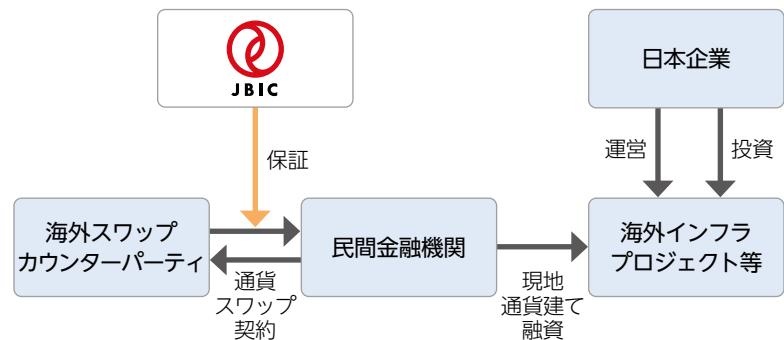 JBIC
日本企業
保証
運営
投資
海外スワップ
カウンターパーティ
民間金融機関
海外インフラ
プロジェクト等
通貨
スワップ
契約
現地
通貨建て
融資